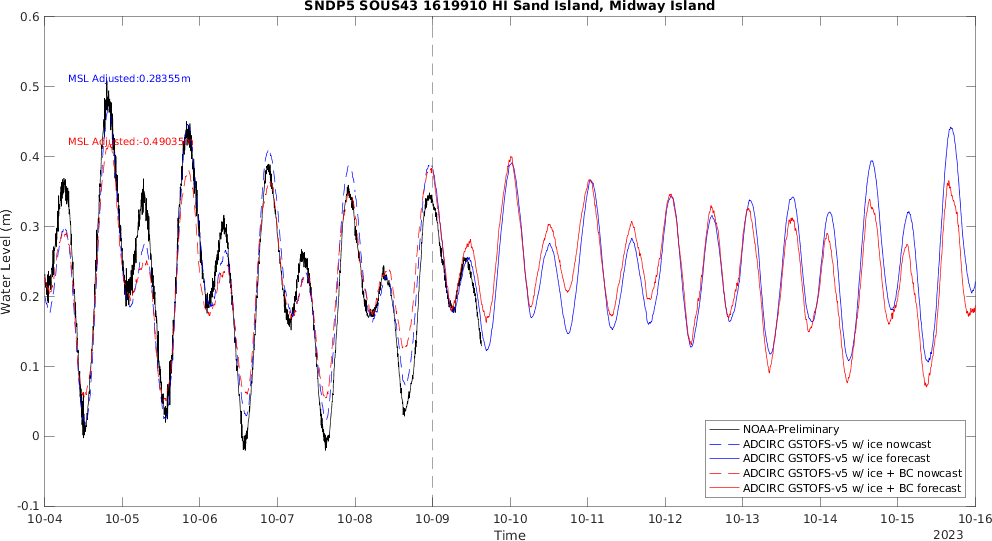 SNDP5 SOUS43 1619910 HI Sand Island, Midway Island
0.6
0.5
0.4
0.3
0.2
0.1
0
-0.1
Water Level (m)
MSL Adjusted:0.28355m
MSL Adjusted:-0.49035m
NOAA-Preliminary
ADCIRC GSTOFS-v5 w/ ice nowcast
ADCIRC GSTOFS-v5 w/ ice forecast
ADCIRC GSTOFS-v5 w/ ice + BC nowcast
ADCIRC GSTOFS-v5 w/ ice + BC forecast
10-04 10-05 10-06 10-07 10-08 10-09 10-10 10-11 10-12 10-13 10-14 10-15 10-16
Time
2023